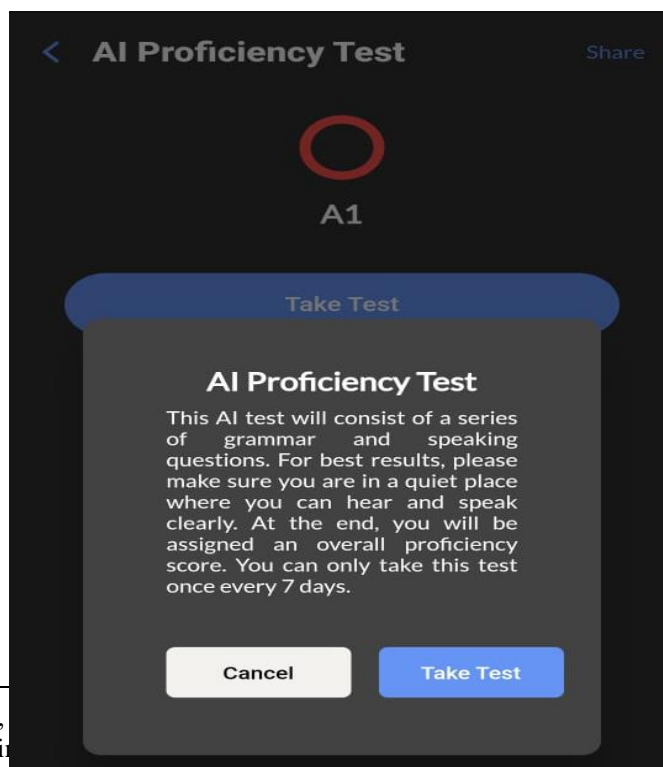 < AI Proficiency Test Share
A1
Take Test
AI Proficiency Test
This AI test will consist of a series
of grammar and speaking
questions. For best results, please
make sure you are in a quiet place
where you can hear and speak
clearly. At the end, you will be
assigned an overall proficiency
score. You can only take this test
once every 7 days.
Cancel Take Test
,